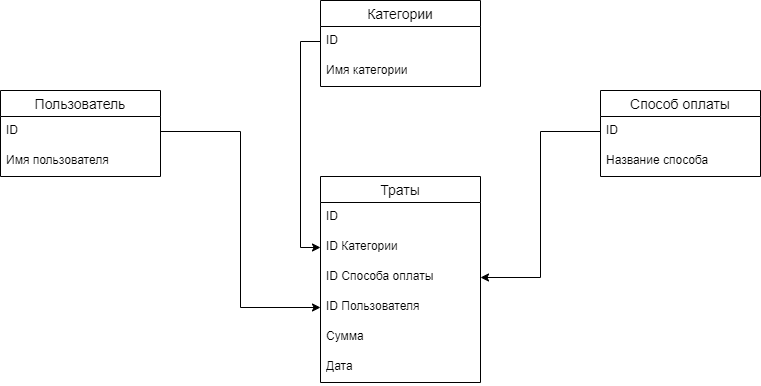 Категории
ID
Имя категории
Пользователь
ID
Имя пользователя
Способ оплаты
ID
Название способа
Траты
ID
ID Категории
ID Способа оплаты
ID Пользователя
Сумма
Дата